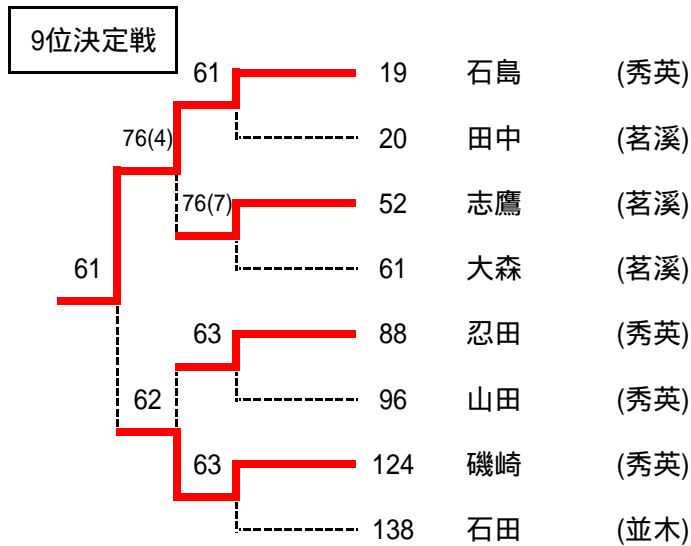 9位決定戦
61 19 石島 (秀英)
76(4) 20 田中 (茗溪)
76(7) 52 志鷹 (茗溪)
61 61 大森 (茗溪)
63 88 忍田 (秀英)
62 96 山田 (秀英)
63 124 磯崎 (秀英)
138 石田 (並木)